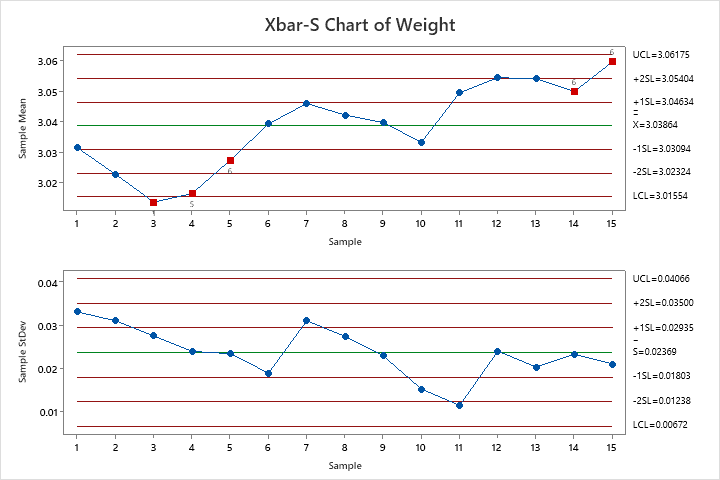 Xbar-S Chart of Weight
Sample Mean
3.06
3.05
3.04
3.03
3.02
6
6
6
5
UCL=3.06175
+2SL=3.05404
+1SL=3.04634
X=3.03864
-1SL=3.03094
-2SL=3.02324
LCL=3.01554
1 2 3 4 5 6 7 8 9 10 11 12 13 14 15
Sample
Sample StDev
0.04
0.03
0.02
0.01
UCL=0.04066
+2SL=0.03500
+1SL=0.02935
S=0.02369
-1SL=0.01803
-2SL=0.01238
LCL=0.00672
1 2 3 4 5 6 7 8 9 10 11 12 13 14 15
Sample